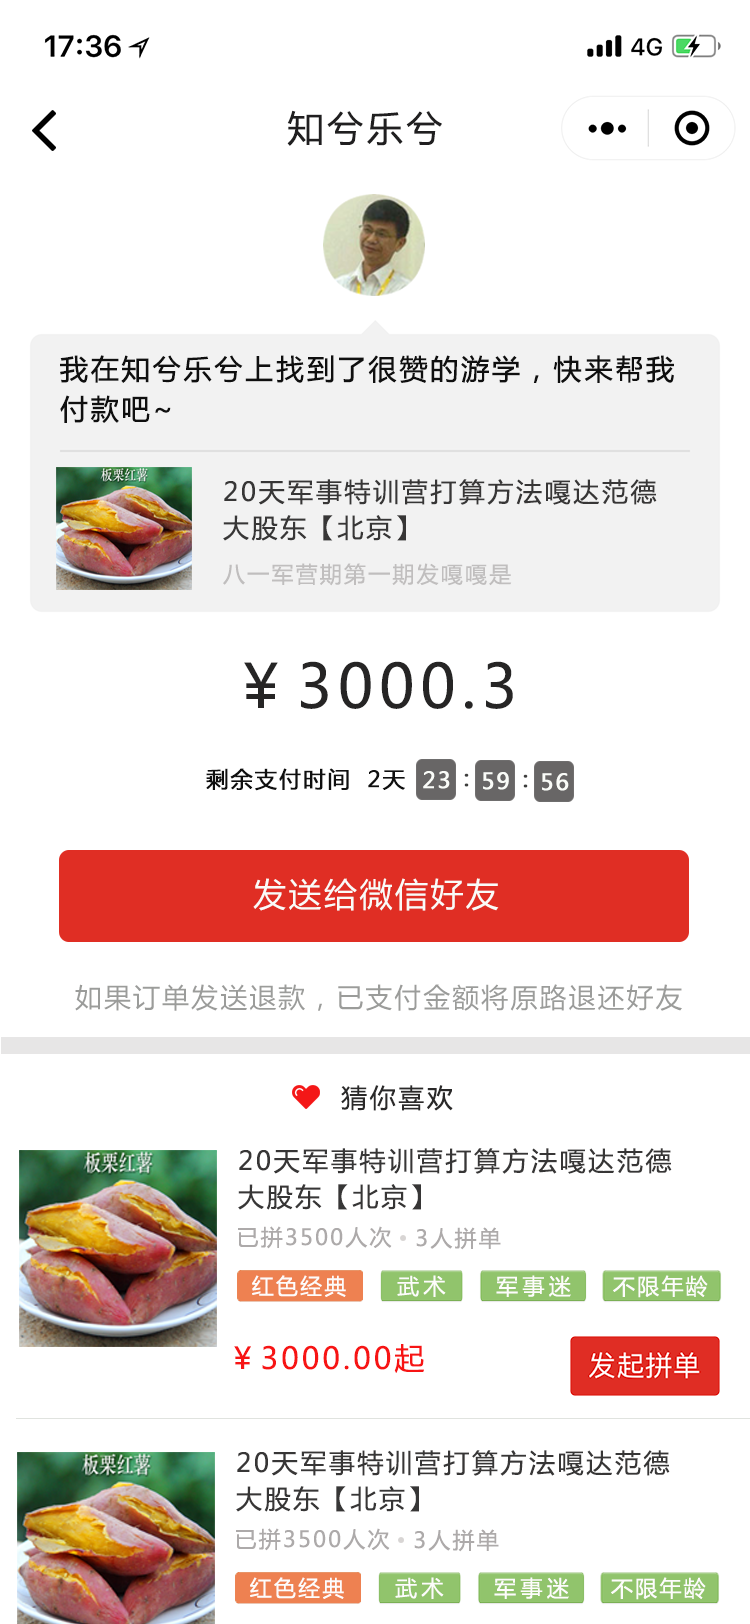 17:36
4G
知兮乐兮
我在知兮乐兮上找到了很赞的游学，快来帮我
付款吧~
板栗红薯
20天军事特训营打算方法嘎达范德
大股东【北京】
八一军营期第一期发嘎嘎是
¥ 3000.3
剩余支付时间 2天 23 : 59 : 56
发送给微信好友
如果订单发送退款，已支付金额将原路退还好友
猜你喜欢
板栗红薯
20天军事特训营打算方法嘎达范德
大股东【北京】
已拼3500人次•3人拼单
红色经典 武术 军事迷 不限年龄
¥ 3000.00起
发起拼单
板栗红薯
20天军事特训营打算方法嘎达范德
大股东【北京】
已拼3500人次•3人拼单
红色经典 武术 军事迷 不限年龄